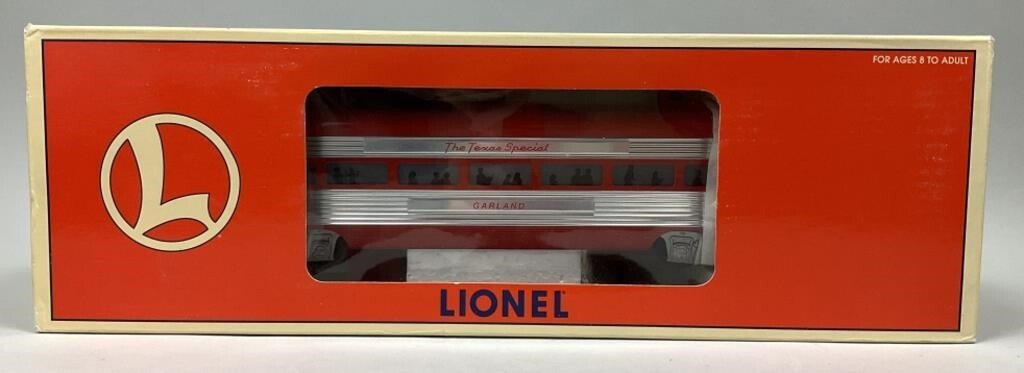 FOR AGES 8 TO ADULT
L
The Texas Special
GARLAND
LIONEL